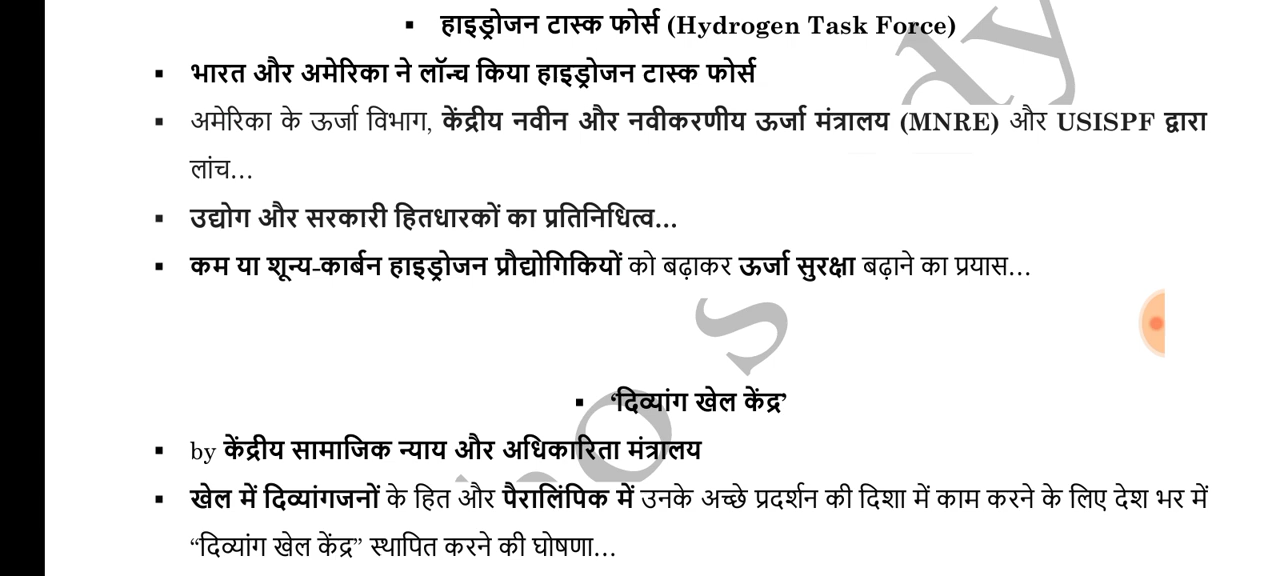 ▪ हाइड्रोजन टास्क फोर्स (Hydrogen Task Force)
▪ भारत और अमेरिका ने लॉन्च किया हाइड्रोजन टास्क फोर्स
▪ अमेरिका के ऊर्जा विभाग, केंद्रीय नवीन और नवीकरणीय ऊर्जा मंत्रालय (MNRE) और USISPF द्वारा
लांच...
▪ उद्योग और सरकारी हितधारकों का प्रतिनिधित्व...
▪ कम या शून्य-कार्बन हाइड्रोजन प्रौद्योगिकियों को बढ़ाकर ऊर्जा सुरक्षा बढ़ाने का प्रयास...
▪ ‘दिव्यांग खेल केंद्र’
▪ by केंद्रीय सामाजिक न्याय और अधिकारिता मंत्रालय
▪ खेल में दिव्यांगजनों के हित और पैरालिंपिक में उनके अच्छे प्रदर्शन की दिशा में काम करने के लिए देश भर में
“दिव्यांग खेल केंद्र” स्थापित करने की घोषणा...